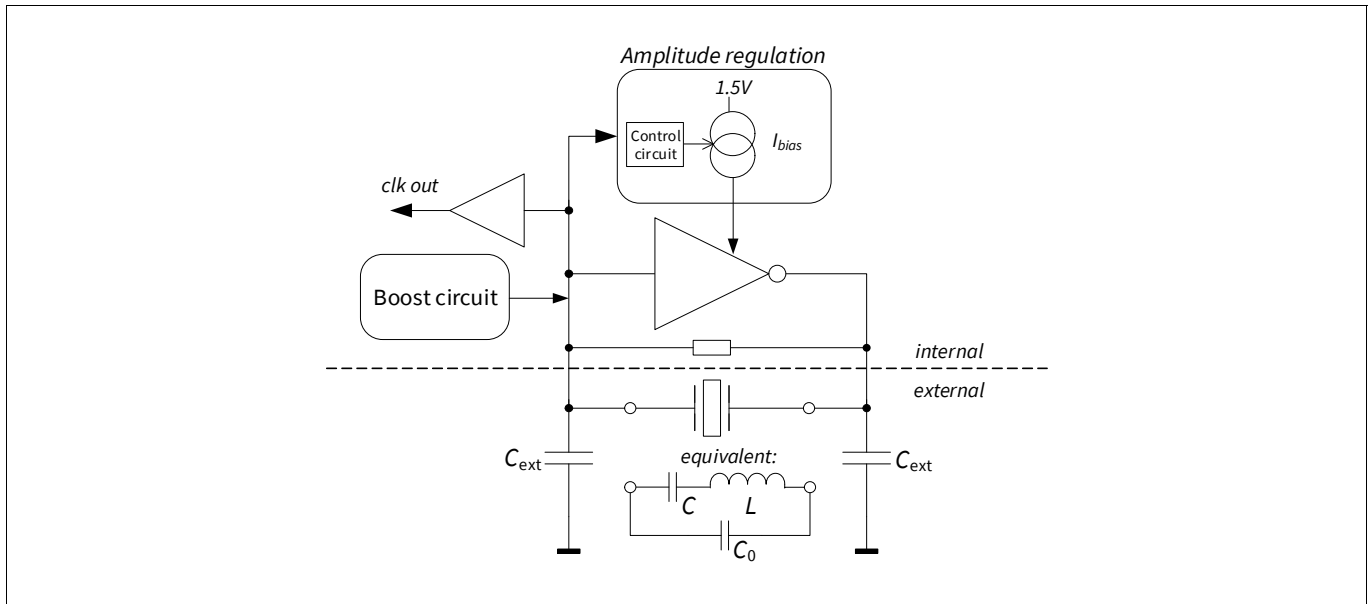 Amplitude regulation
1.5V
Control
circuit
I_bias
clk out
Boost circuit
internal
external
C_ext
equivalent:
C_ext
C
L
C_0